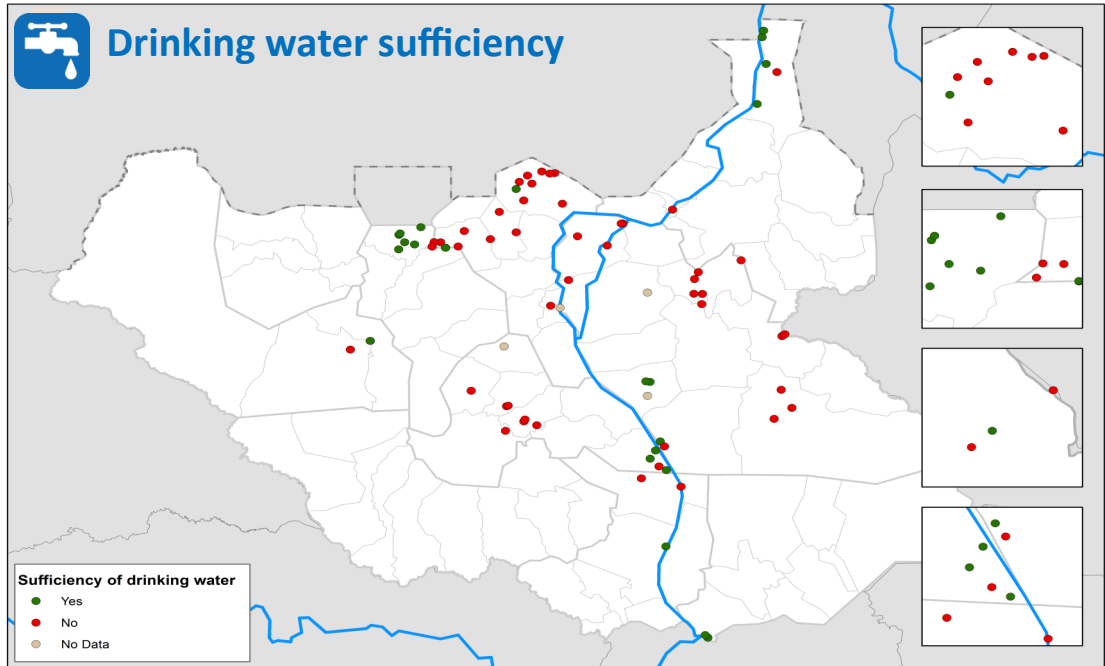 Drinking water sufficiency
Sufficiency of drinking water
Yes
No
No Data